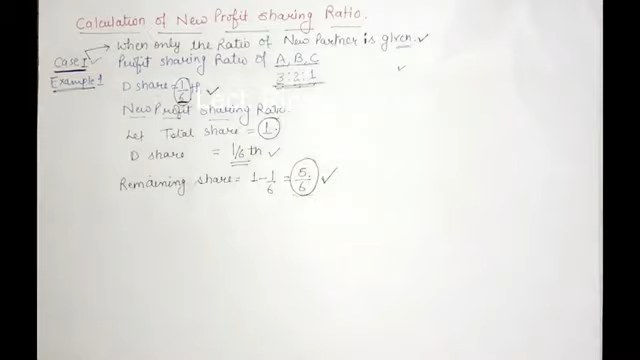 Calculation of New Profit sharing Ratio.
Case 1 → When only the Ratio of New Partner is given.
Profit sharing Ratio of A, B, C
3:2:1
Example 1
D share = 1/6 th
New Profit sharing Ratio.
Let Total share = 1.
D share = 1/6 th
Remaining share = 1 - 1/6 = 5/6